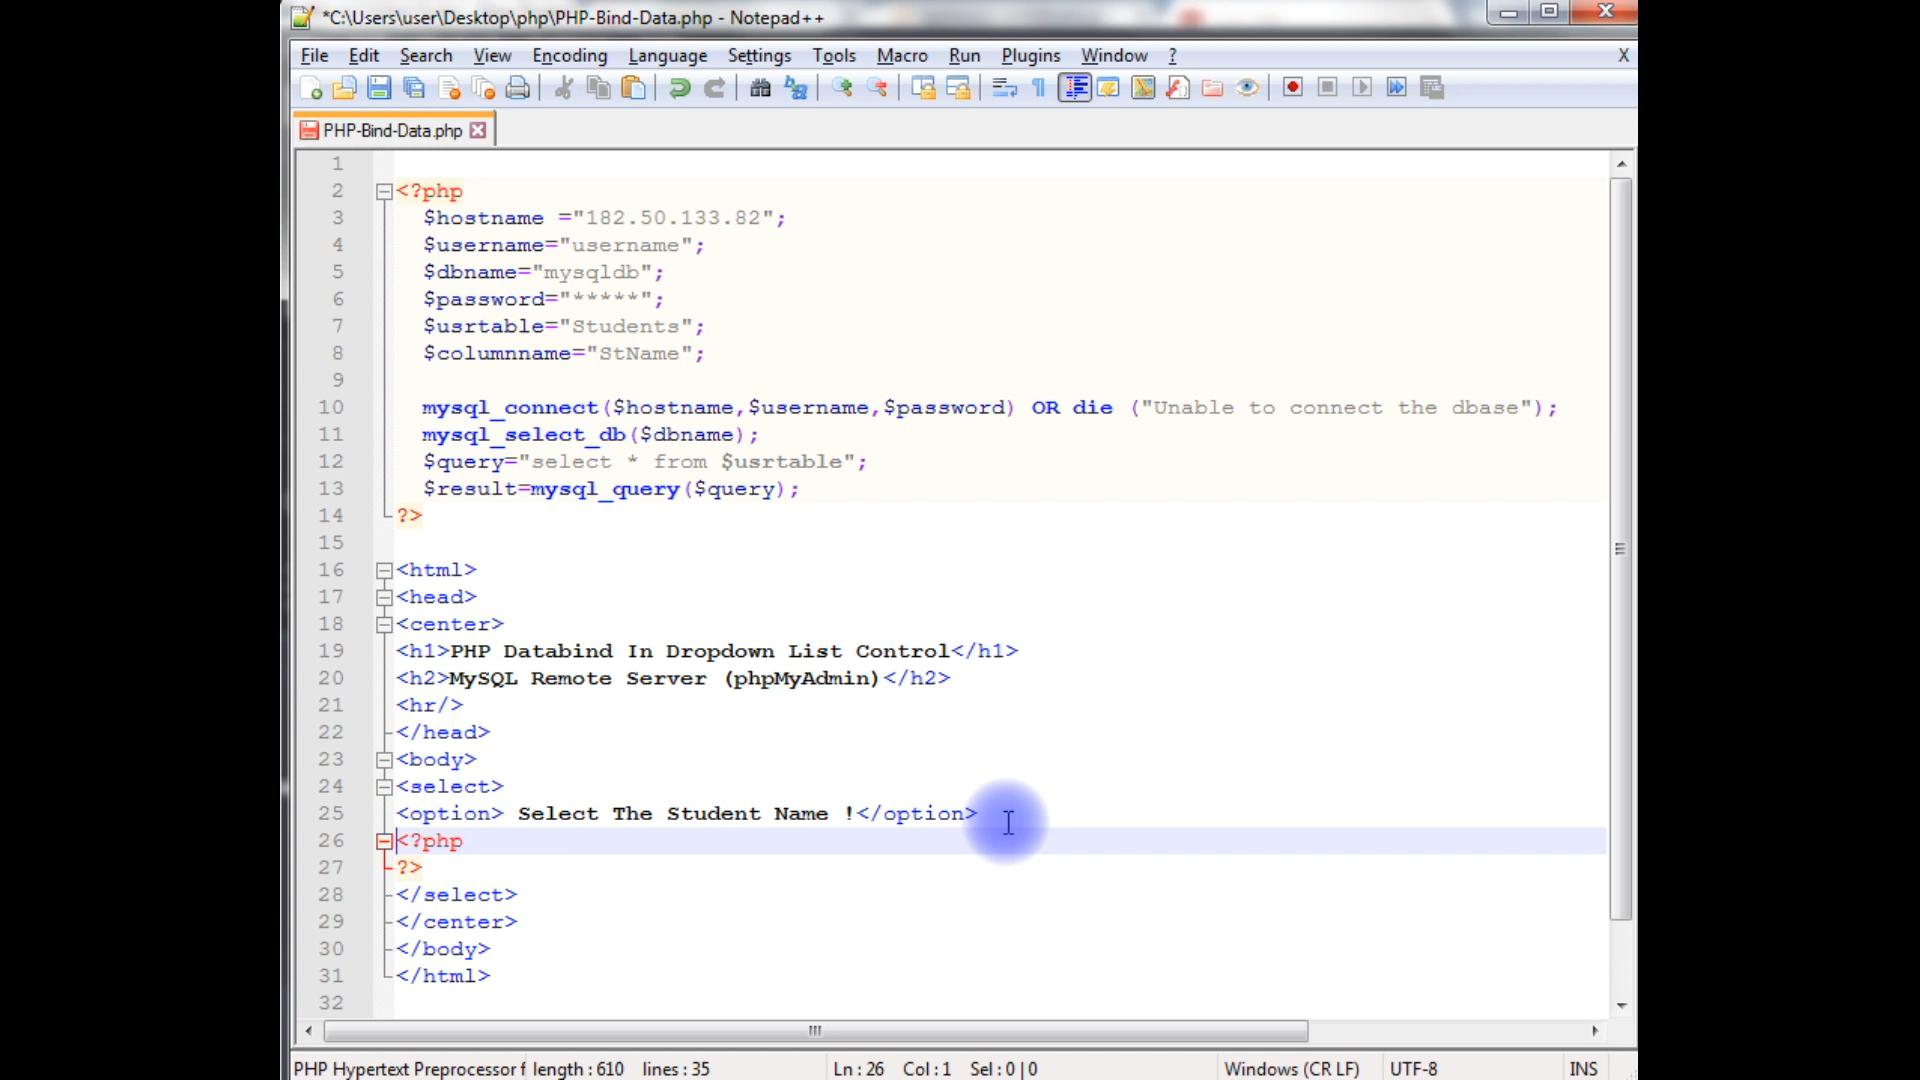 *C:\Users\user\Desktop\php\PHP-Bind-Data.php - Notepad++
File Edit Search View Encoding Language Settings Tools Macro Run Plugins Window ? X
PHP-Bind-Data.php
1
2 <?php
3 $hostname ="182.50.133.82";
4 $username="username";
5 $dbname="mysqldb";
6 $password="*****";
7 $usrtable="Students";
8 $columnname="StName";
9
10 mysql_connect($hostname,$username,$password) OR die ("Unable to connect the dbase");
11 mysql_select_db($dbname);
12 $query="select * from $usrtable";
13 $result=mysql_query($query);
14 ?>
15
16 <html>
17 <head>
18 <center>
19 <h1>PHP Databind In Dropdown List Control</h1>
20 <h2>MySQL Remote Server (phpMyAdmin)</h2>
21 <hr/>
22 </head>
23 <body>
24 <select>
25 <option> Select The Student Name !</option>
26 <?php
27 ?>
28 </select>
29 </center>
30 </body>
31 </html>
32
PHP Hypertext Preprocessor f length : 610 lines : 35 Ln : 26 Col : 1 Sel : 0 | 0 Windows (CR LF) UTF-8 INS